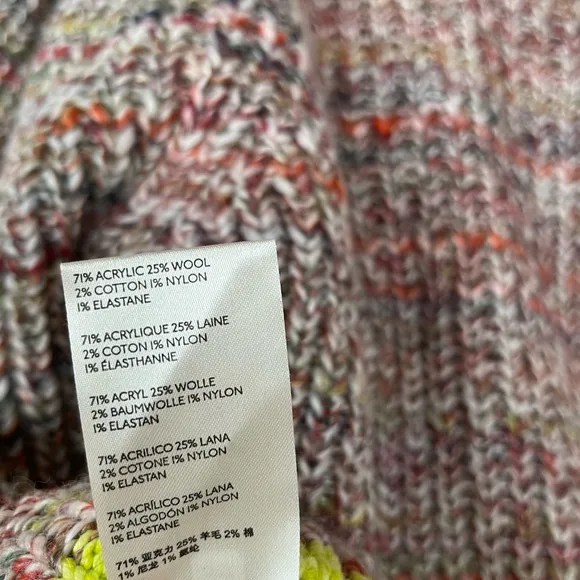 71% ACRYLIC 25% WOOL
2% COTTON 1% NYLON
1% ELASTANE
71% ACRYLIQUE 25% LAINE
2% COTON 1% NYLON
1% ÉLASTHANNE
71% ACRYL 25% WOLLE
2% BAUMWOLLE 1% NYLON
1% ELASTAN
71% ACRILICO 25% LANA
2% COTONE 1% NYLON
1% ELASTAN
71% ACRÍLICO 25% LANA
2% ALGODÓN 1% NYLON
1% ELASTANE
71% 亚克力 25% 羊毛 2% 棉
1% 尼龙 1% 氨纶